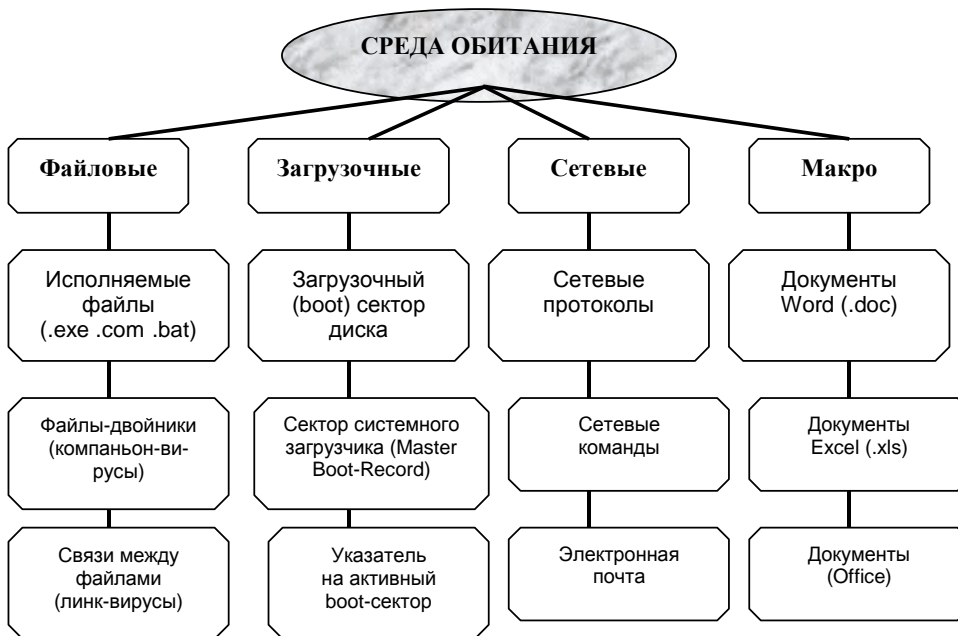 СРЕДА ОБИТАНИЯ
Файловые
Загрузочные
Сетевые
Макро
Исполняемые
файлы
(.exe .com .bat)
Загрузочный
(boot) сектор
диска
Сетевые
протоколы
Документы
Word (.doc)
Файлы-двойники
(компаньон-ви-
русы)
Сектор системного
загрузчика (Master
Boot-Record)
Сетевые
команды
Документы
Excel (.xls)
Связи между
файлами
(линк-вирусы)
Указатель
на активный
boot-сектор
Электронная
почта
Документы
(Office)